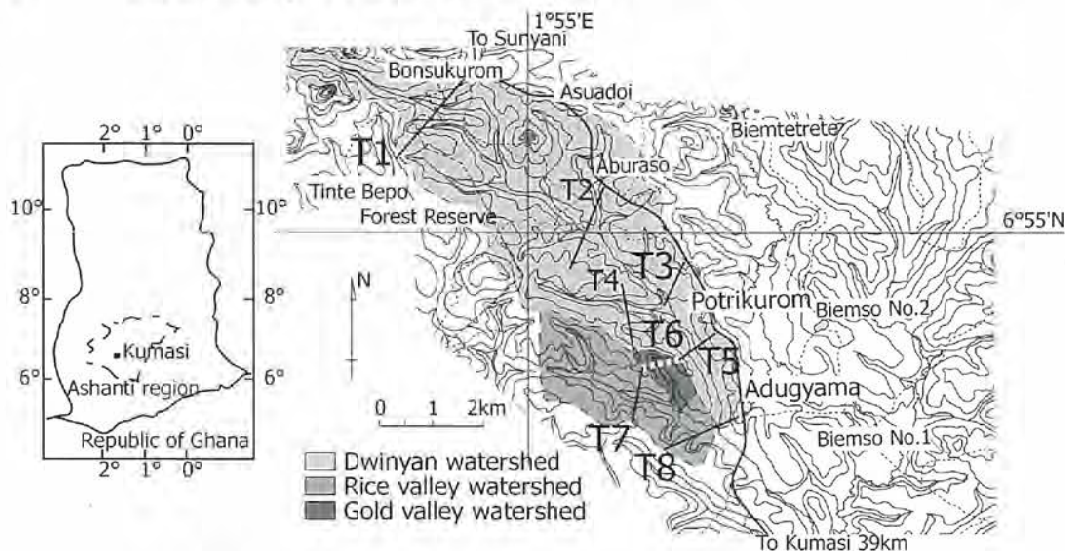 1°55'E
To Sunyani
Bonsukurom
Asuadoi
Biemtetrete
T1
Aburaso
Tinte Bepo
T2
Forest Reserve
6°55'N
N
T4
T3
Potrikurom
Biemso No.2
T6
T5
Adugyama
0 1 2km
T7
Biemso No.1
T8
Dwinyan watershed
Rice valley watershed
Gold valley watershed
To Kumasi 39km
2° 1° 0°
10° 10°
8° 8°
Kumasi
6° 6°
Ashanti region
Republic of Ghana
2° 1° 0°